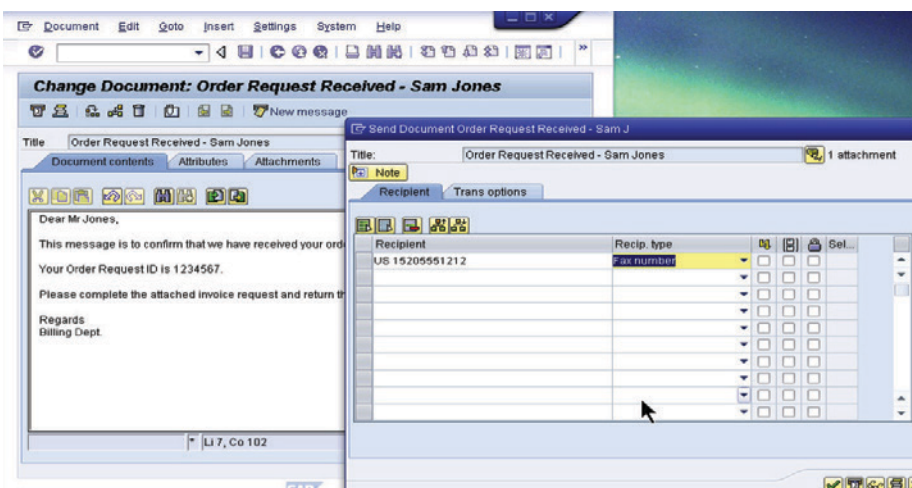 Document Edit Goto Insert Settings System Help
Change Document: Order Request Received - Sam Jones
New message
Title Order Request Received - Sam Jones
Document contents Attributes Attachments
Dear Mr Jones,
This message is to confirm that we have received your
Your Order Request ID is 1234567.
Please complete the attached invoice request and return
Regards
Billing Dept.
* Li 7, Co 102
Send Document Order Request Received - Sam J
Title: Order Request Received - Sam Jones 1 attachment
Note
Recipient Trans options
Recipient Recip. type Sel...
US 15205551212 Fax number